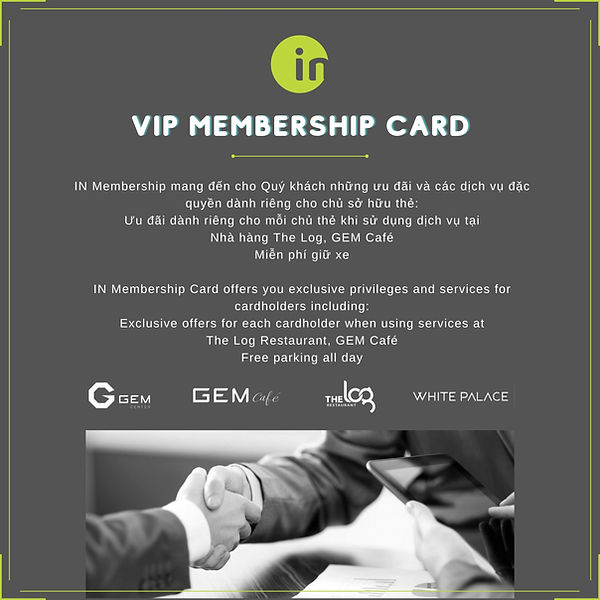 in
VIP MEMBERSHIP CARD
IN Membership mang đến cho Quý khách những ưu đãi và các dịch vụ đặc
quyền dành riêng cho chủ sở hữu thẻ:
Ưu đãi dành riêng cho mỗi chủ thẻ khi sử dụng dịch vụ tại
Nhà hàng The Log, GEM Café
Miễn phí giữ xe
IN Membership Card offers you exclusive privileges and services for
cardholders including:
Exclusive offers for each cardholder when using services at
The Log Restaurant, GEM Café
Free parking all day
GEM CENTER GEM Café THE LOG RESTAURANT WHITE PALACE